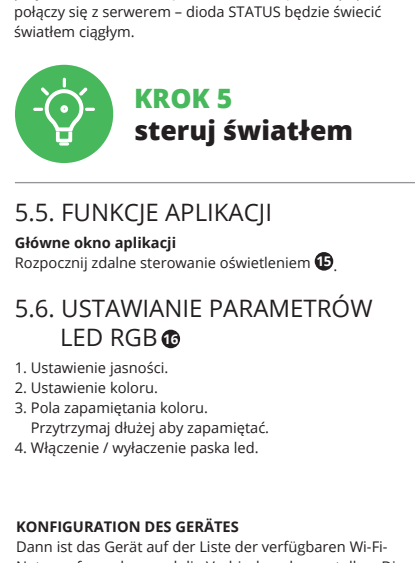 połączy się z serwerem – dioda STATUS będzie świecić
światłem ciągłym.
KROK 5
steruj światłem
5.5. FUNKCJE APLIKACJI
Główne okno aplikacji
Rozpocznij zdalne sterowanie oświetleniem 15.
5.6. USTAWIANIE PARAMETRÓW
LED RGB 16
1. Ustawienie jasności.
2. Ustawienie koloru.
3. Pola zapamiętania koloru.
Przytrzymaj dłużej aby zapamiętać.
4. Włączenie / wyłaczenie paska led.
KONFIGURATION DES GERÄTES
Dann ist das Gerät auf der Liste der verfügbaren Wi-Fi-